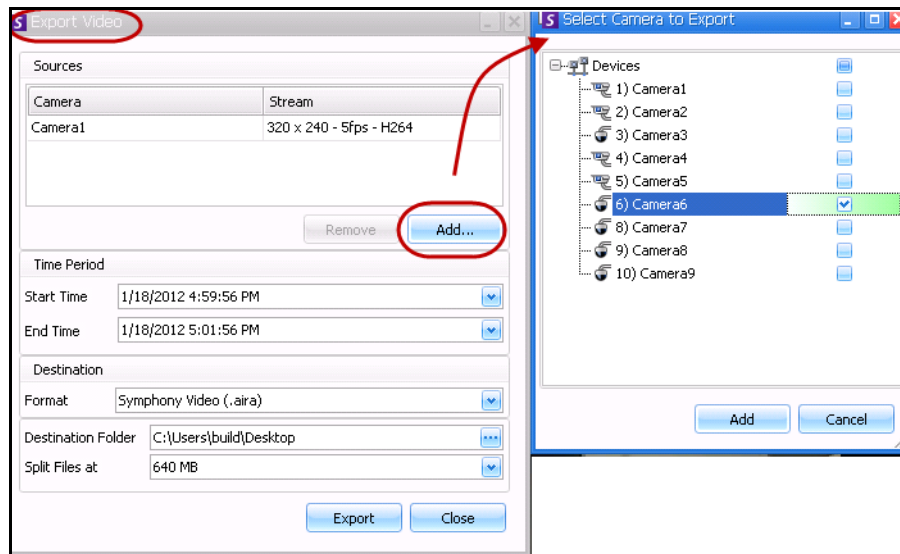 Export Video
Sources
Camera Stream
Camera1 320 x 240 - 5fps - H264
Remove Add...
Time Period
Start Time 1/18/2012 4:59:56 PM
End Time 1/18/2012 5:01:56 PM
Destination
Format Symphony Video (.aira)
Destination Folder C:\Users\build\Desktop
Split Files at 640 MB
Export Close
Select Camera to Export
Devices
1) Camera1
2) Camera2
3) Camera3
4) Camera4
5) Camera5
6) Camera6
8) Camera7
9) Camera8
10) Camera9
Add Cancel